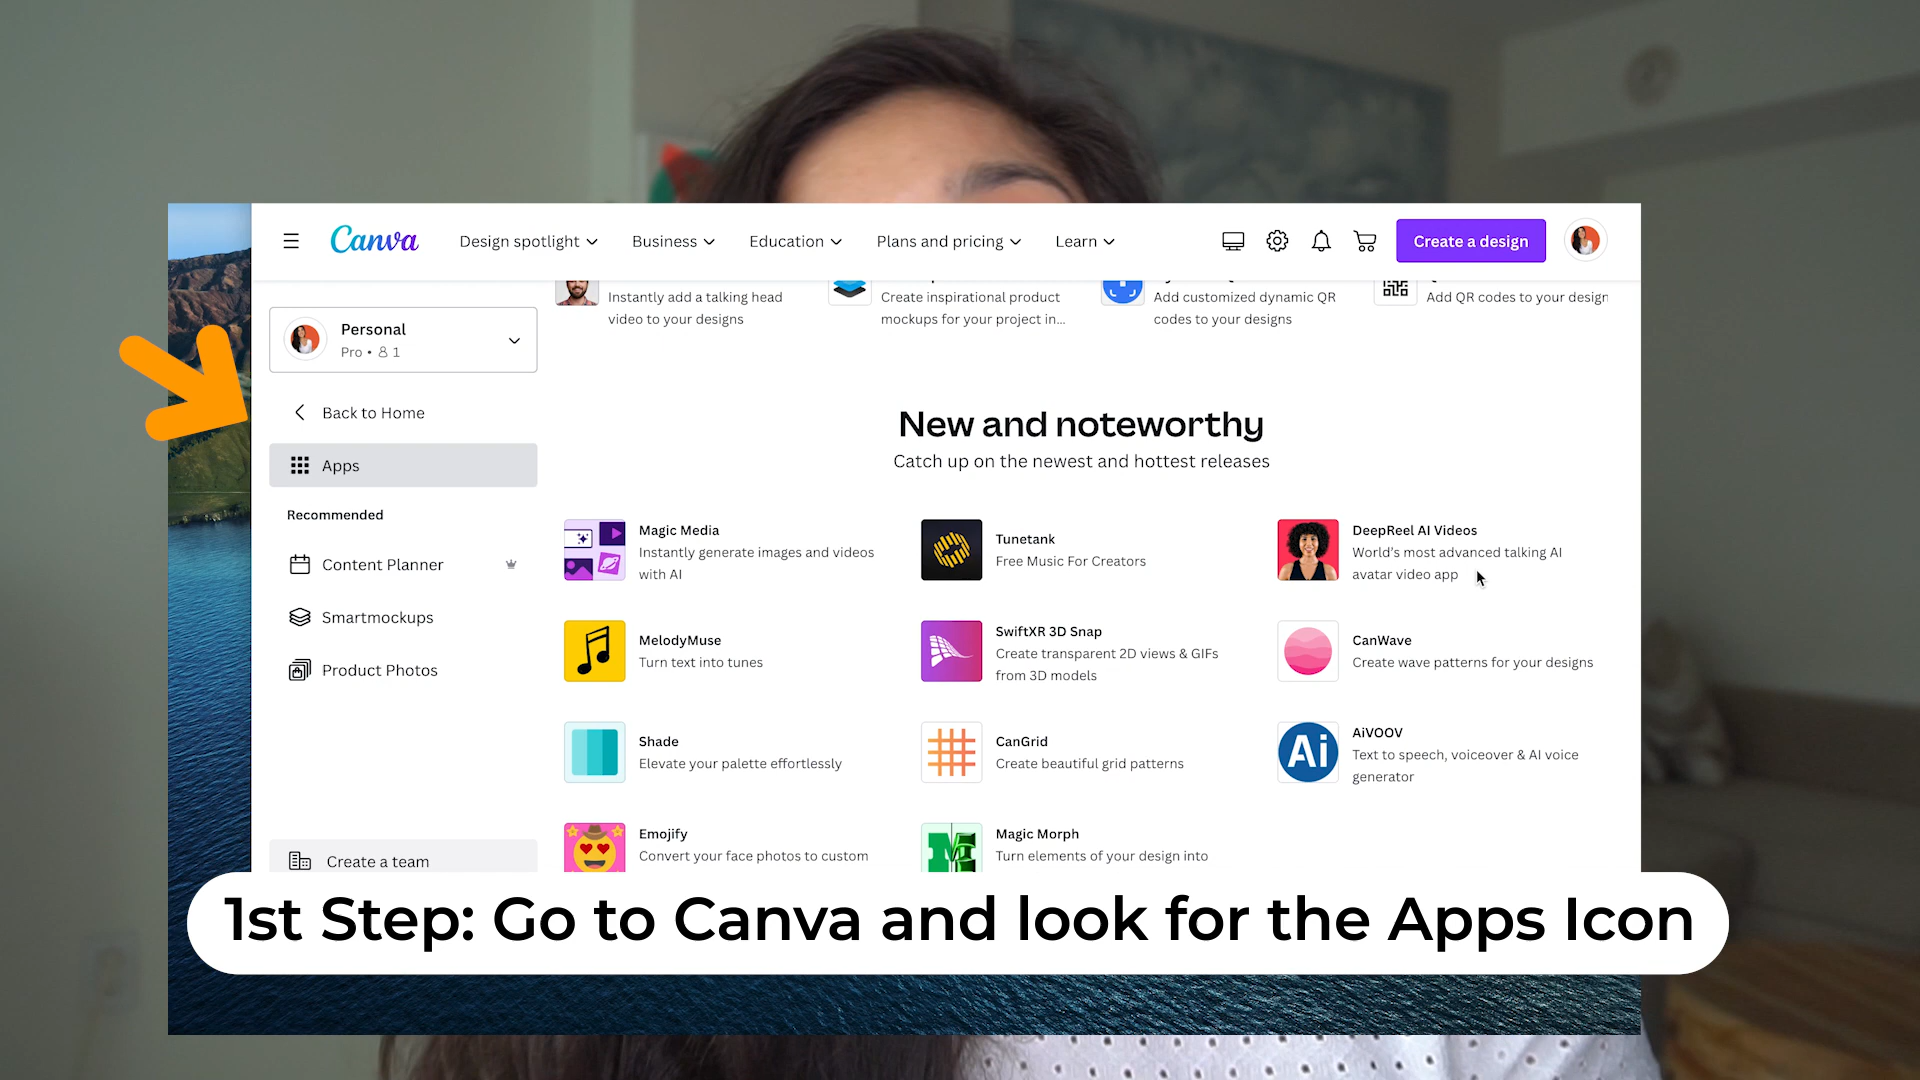 Canva
Design spotlight
Business
Education
Plans and pricing
Learn
Create a design
Personal
Pro • 1
Back to Home
Apps
Recommended
Content Planner
Smartmockups
Product Photos
Create a team
Instantly add a talking head
video to your designs
Create inspirational product
mockups for your project in...
Add customized dynamic QR
codes to your designs
Add QR codes to your design
New and noteworthy
Catch up on the newest and hottest releases
Magic Media
Instantly generate images and videos
with AI
Tunetank
Free Music For Creators
DeepReel AI Videos
World's most advanced talking AI
avatar video app
MelodyMuse
Turn text into tunes
SwiftXR 3D Snap
Create transparent 2D views & GIFs
from 3D models
CanWave
Create wave patterns for your designs
Shade
Elevate your palette effortlessly
CanGrid
Create beautiful grid patterns
Ai
AiVOOV
Text to speech, voiceover & AI voice
generator
Emojify
Convert your face photos to custom
M
Magic Morph
Turn elements of your design into
1st Step: Go to Canva and look for the Apps Icon